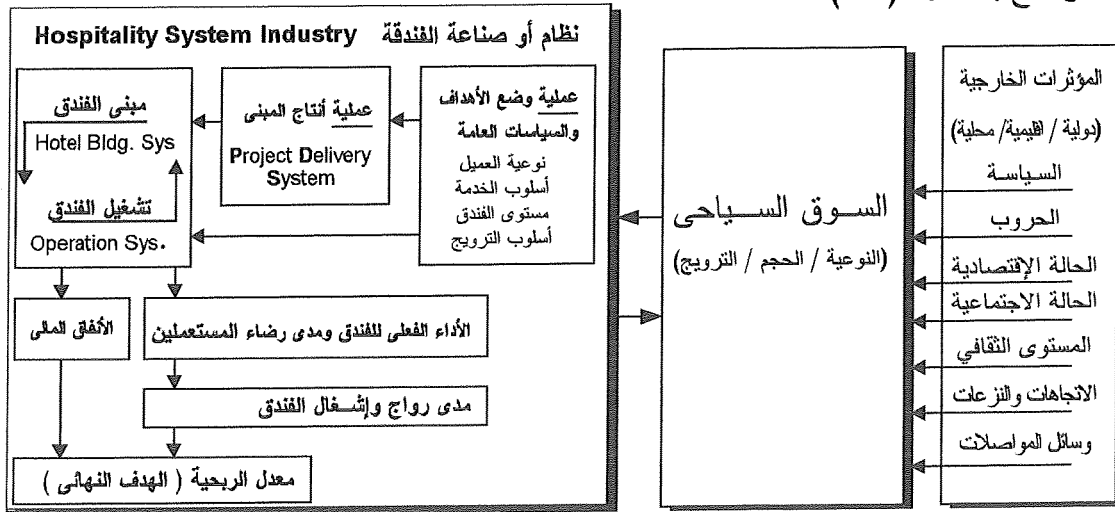 المؤثرات الخارجية
(دولية / اقليمية/ محلية)
السياسة
الحروب
الحالة الإقتصادية
الحالة الاجتماعية
المستوى الثقافي
الاتجاهات والنزعات
وسائل المواصلات
السوق السياحى
(النوعية / الحجم / الترويج)
نظام أو صناعة الفندقة Hospitality System Industry
عملية وضع الأهداف
والسياسات العامة
نوعية العميل
أسلوب الخدمة
مستوى الفندق
أسلوب الترويج
عملية أنتاج المبنى
Project Delivery
System
مبنى الفندق
Hotel Bldg. Sys
تشغيل الفندق
Operation Sys.
الأداء الفعلى للفندق ومدى رضاء المستعملين
الأنفاق المالى
مدى رواج وإشغال الفندق
معدل الربحية ( الهدف النهائى )